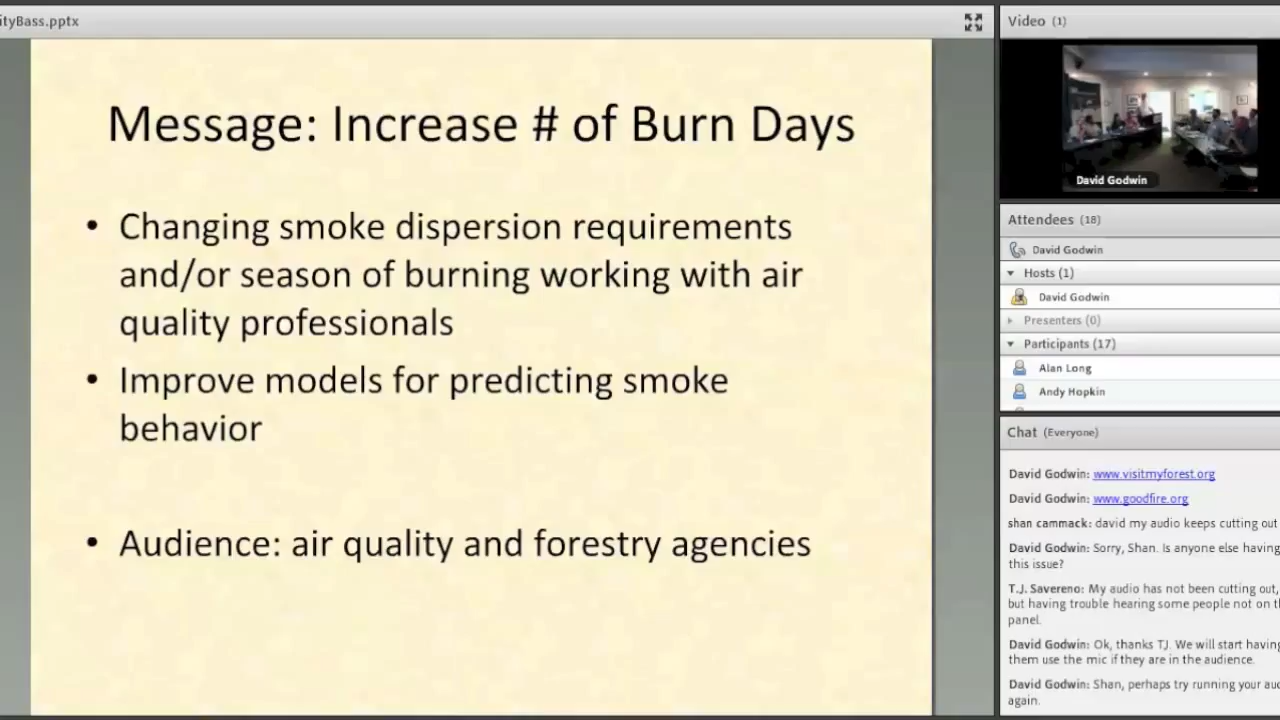 ityBass.pptx
Message: Increase # of Burn Days
• Changing smoke dispersion requirements
and/or season of burning working with air
quality professionals
• Improve models for predicting smoke
behavior
• Audience: air quality and forestry agencies
Video (1)
David Godwin
Attendees (18)
David Godwin
Hosts (1)
David Godwin
Presenters (0)
Participants (17)
Alan Long
Andy Hopkin
Chat (Everyone)
David Godwin: www.visitmyforest.org
David Godwin: www.goodfire.org
shan cammack: david my audio keeps cutting out
David Godwin: Sorry, Shan. Is anyone else having
this issue?
T.J. Savereno: My audio has not been cutting out,
but having trouble hearing some people not on th
panel.
David Godwin: Ok, thanks TJ. We will start having
them use the mic if they are in the audience.
David Godwin: Shan, perhaps try running your aud
again.